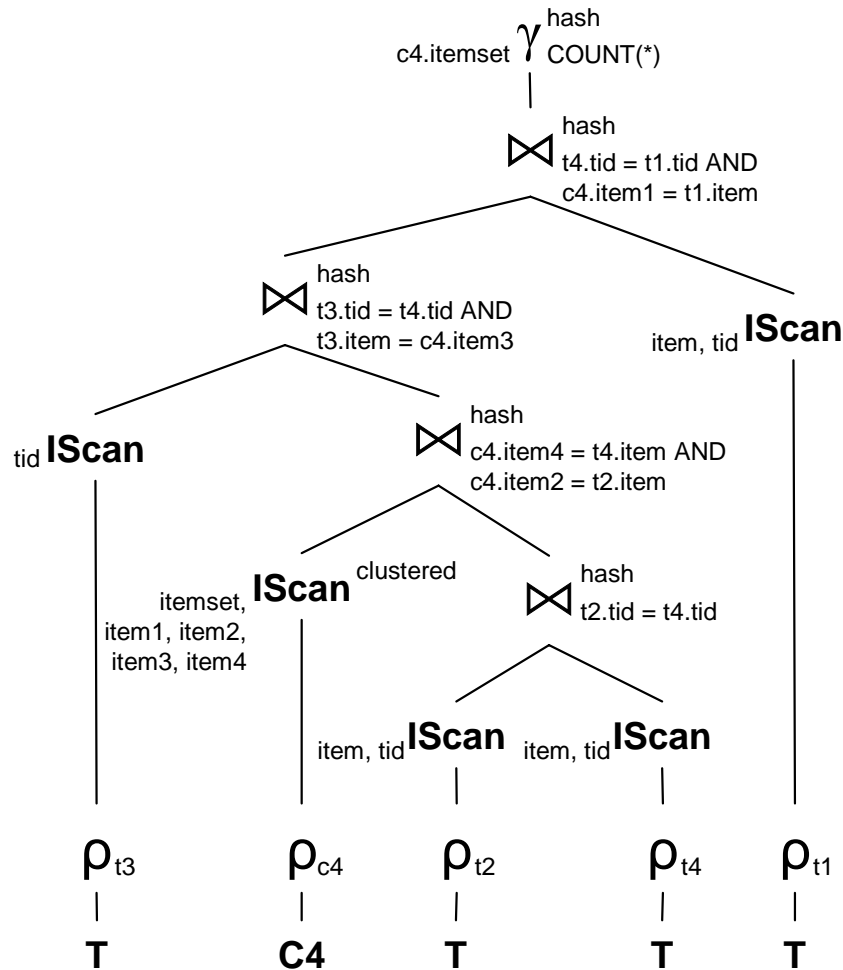 hash
c4.itemset γ COUNT(*)
hash
t4.tid = t1.tid AND
c4.item1 = t1.item
hash
t3.tid = t4.tid AND
t3.item = c4.item3
item, tid IScan
tid IScan
hash
c4.item4 = t4.item AND
c4.item2 = t2.item
IScan clustered
itemset,
item1, item2,
item3, item4
hash
t2.tid = t4.tid
item, tid IScan item, tid IScan
ρt3 ρc4 ρt2 ρt4 ρt1
T C4 T T T